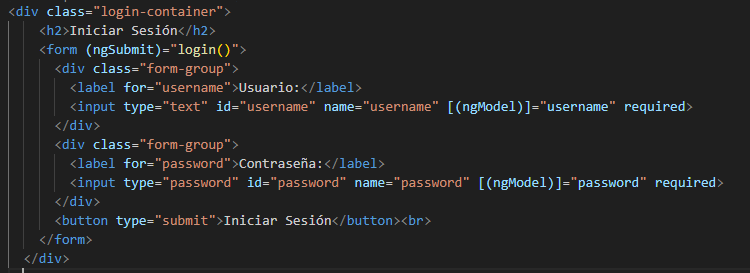 <div class="login-container">
<h2>Iniciar Sesión</h2>
<form (ngSubmit)="login()">
<div class="form-group">
<label for="username">Usuario:</label>
<input type="text" id="username" name="username" [(ngModel)]="username" required>
</div>
<div class="form-group">
<label for="password">Contraseña:</label>
<input type="password" id="password" name="password" [(ngModel)]="password" required>
</div>
<button type="submit">Iniciar Sesión</button><br>
</form>
</div>